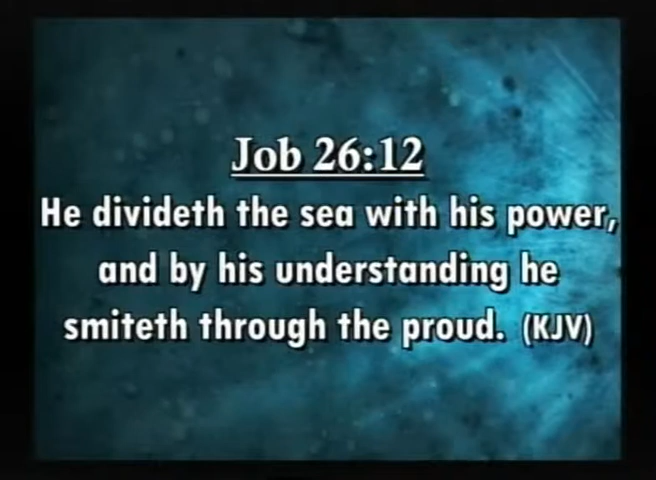 Job 26:12
He divideth the sea with his power,
and by his understanding he
smiteth through the proud. (KJV)